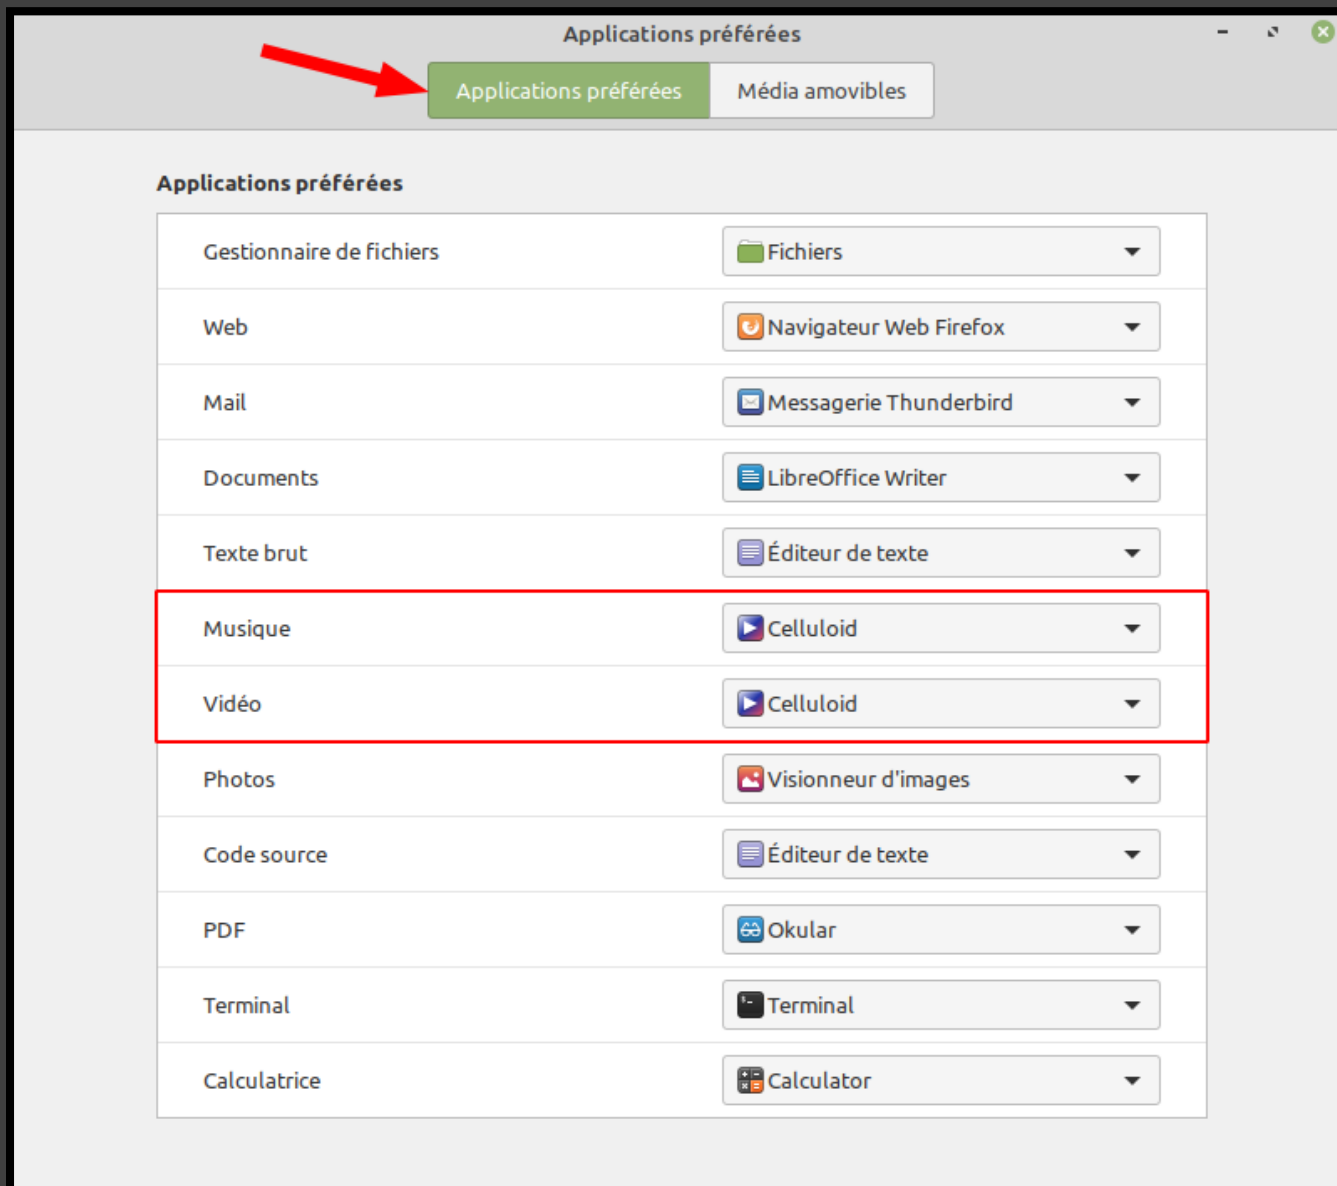 Applications préférées
Applications préférées Média amovibles
Applications préférées
Gestionnaire de fichiers Fichiers
Web Navigateur Web Firefox
Mail Messagerie Thunderbird
Documents LibreOffice Writer
Texte brut Éditeur de texte
Musique Celluloid
Vidéo Celluloid
Photos Visionneur d'images
Code source Éditeur de texte
PDF Okular
Terminal Terminal
Calculatrice Calculator